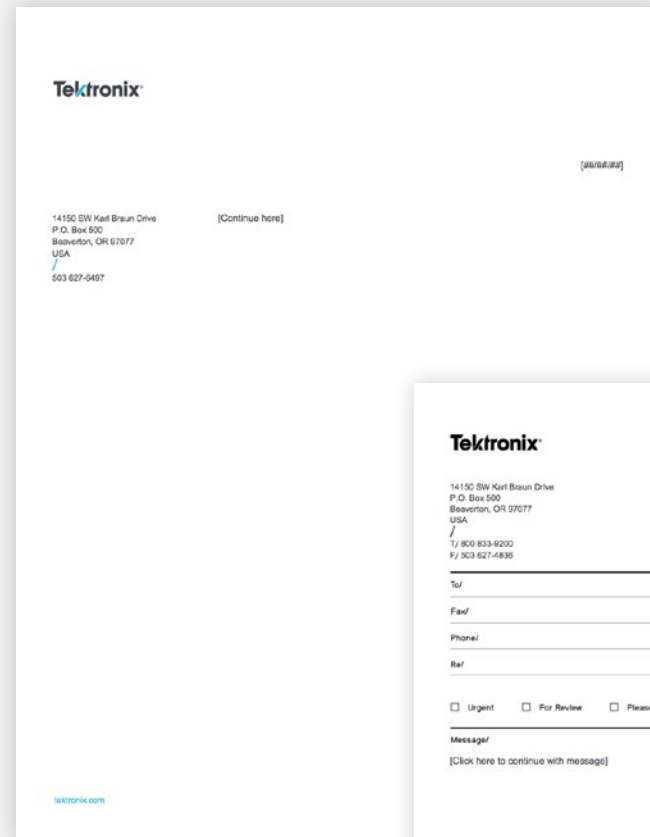 Tektronix®
[##/##/##]
14150 SW Karl Braun Drive
P.O. Box 500
Beaverton, OR 97077
USA
/
503 627-6497
[Continue here]
tektronix.com
Tektronix®
14150 SW Karl Braun Drive
P.O. Box 500
Beaverton, OR 97077
USA
/
T/ 800 833-9200
F/ 503 627-4836
To/
Fax/
Phone/
Re/
☐ Urgent ☐ For Review ☐ Please
Message/
[Click here to continue with message]